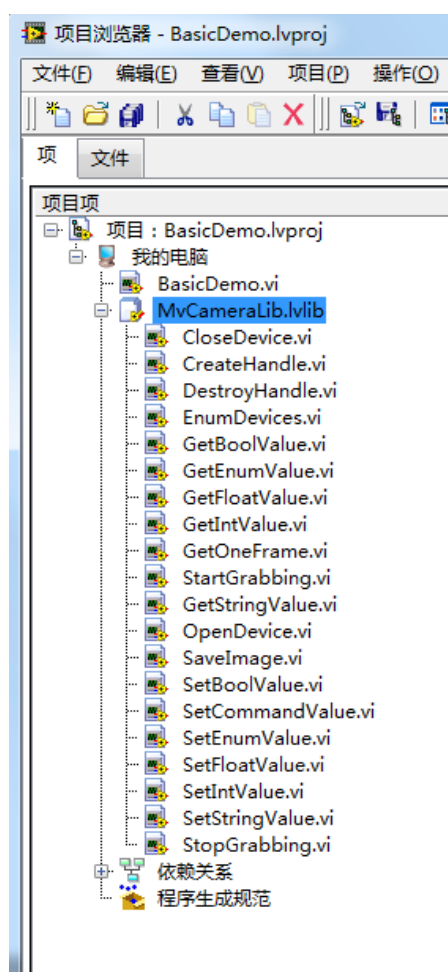 项目浏览器 - BasicDemo.lvproj
文件(F) 编辑(E) 查看(V) 项目(P) 操作(O)
项 文件
项目项
项目：BasicDemo.lvproj
我的电脑
BasicDemo.vi
MvCameraLib.lvlib
CloseDevice.vi
CreateHandle.vi
DestroyHandle.vi
EnumDevices.vi
GetBoolValue.vi
GetEnumValue.vi
GetFloatValue.vi
GetIntValue.vi
GetOneFrame.vi
StartGrabbing.vi
GetStringValue.vi
OpenDevice.vi
SaveImage.vi
SetBoolValue.vi
SetCommandValue.vi
SetEnumValue.vi
SetFloatValue.vi
SetIntValue.vi
SetStringValue.vi
StopGrabbing.vi
依赖关系
程序生成规范